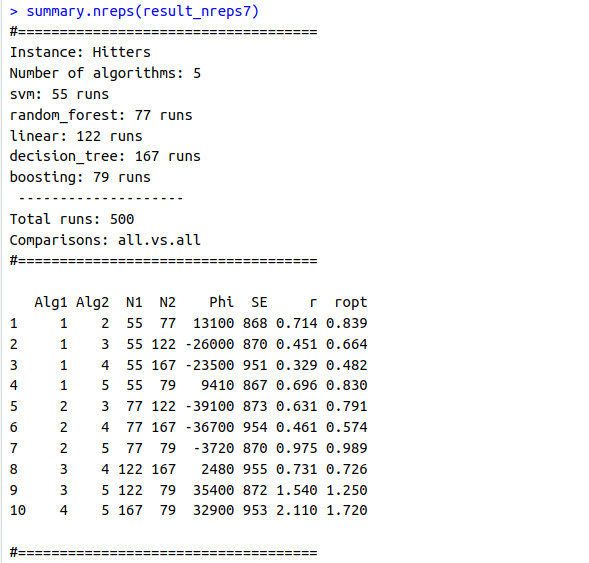 > summary.nreps(result_nreps7)
#====================================
Instance: Hitters
Number of algorithms: 5
svm: 55 runs
random_forest: 77 runs
linear: 122 runs
decision_tree: 167 runs
boosting: 79 runs
 --------------------
Total runs: 500
Comparisons: all.vs.all
#====================================

   Alg1 Alg2  N1  N2    Phi  SE     r  ropt
1     1    2  55  77  13100 868 0.714 0.839
2     1    3  55 122 -26000 870 0.451 0.664
3     1    4  55 167 -23500 951 0.329 0.482
4     1    5  55  79   9410 867 0.696 0.830
5     2    3  77 122 -39100 873 0.631 0.791
6     2    4  77 167 -36700 954 0.461 0.574
7     2    5  77  79  -3720 870 0.975 0.989
8     3    4 122 167   2480 955 0.731 0.726
9     3    5 122  79  35400 872 1.540 1.250
10    4    5 167  79  32900 953 2.110 1.720

#====================================